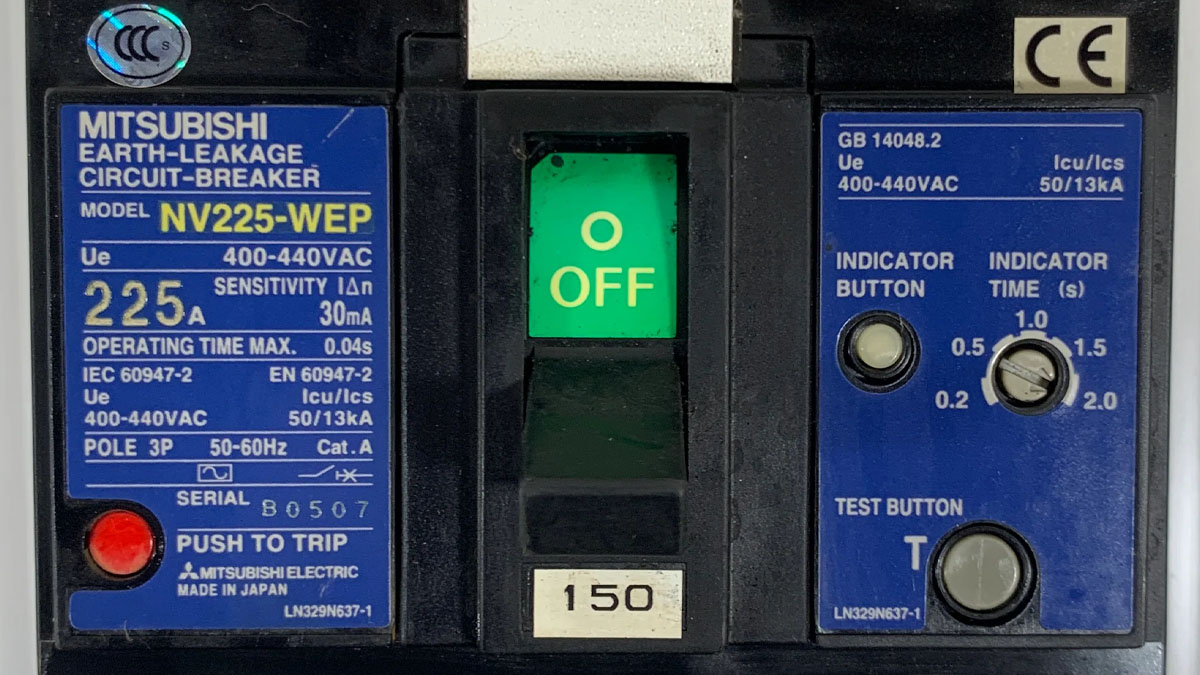 CCC S
CE
MITSUBISHI
EARTH-LEAKAGE
CIRCUIT-BREAKER
MODEL NV225-WEP
Ue 400-440VAC
225A SENSITIVITY IΔn
30mA
OPERATING TIME MAX. 0.04s
IEC 60947-2 EN 60947-2
Ue Icu/Ics
400-440VAC 50/13kA
POLE 3P 50-60Hz Cat.A
SERIAL B0507
PUSH TO TRIP
MITSUBISHI ELECTRIC
MADE IN JAPAN
LN329N637-1
O
OFF
150
GB 14048.2
Ue Icu/Ics
400-440VAC 50/13kA
INDICATOR
BUTTON
INDICATOR
TIME (s)
1.0
0.5 1.5
0.2 2.0
TEST BUTTON
T
LN329N637-1